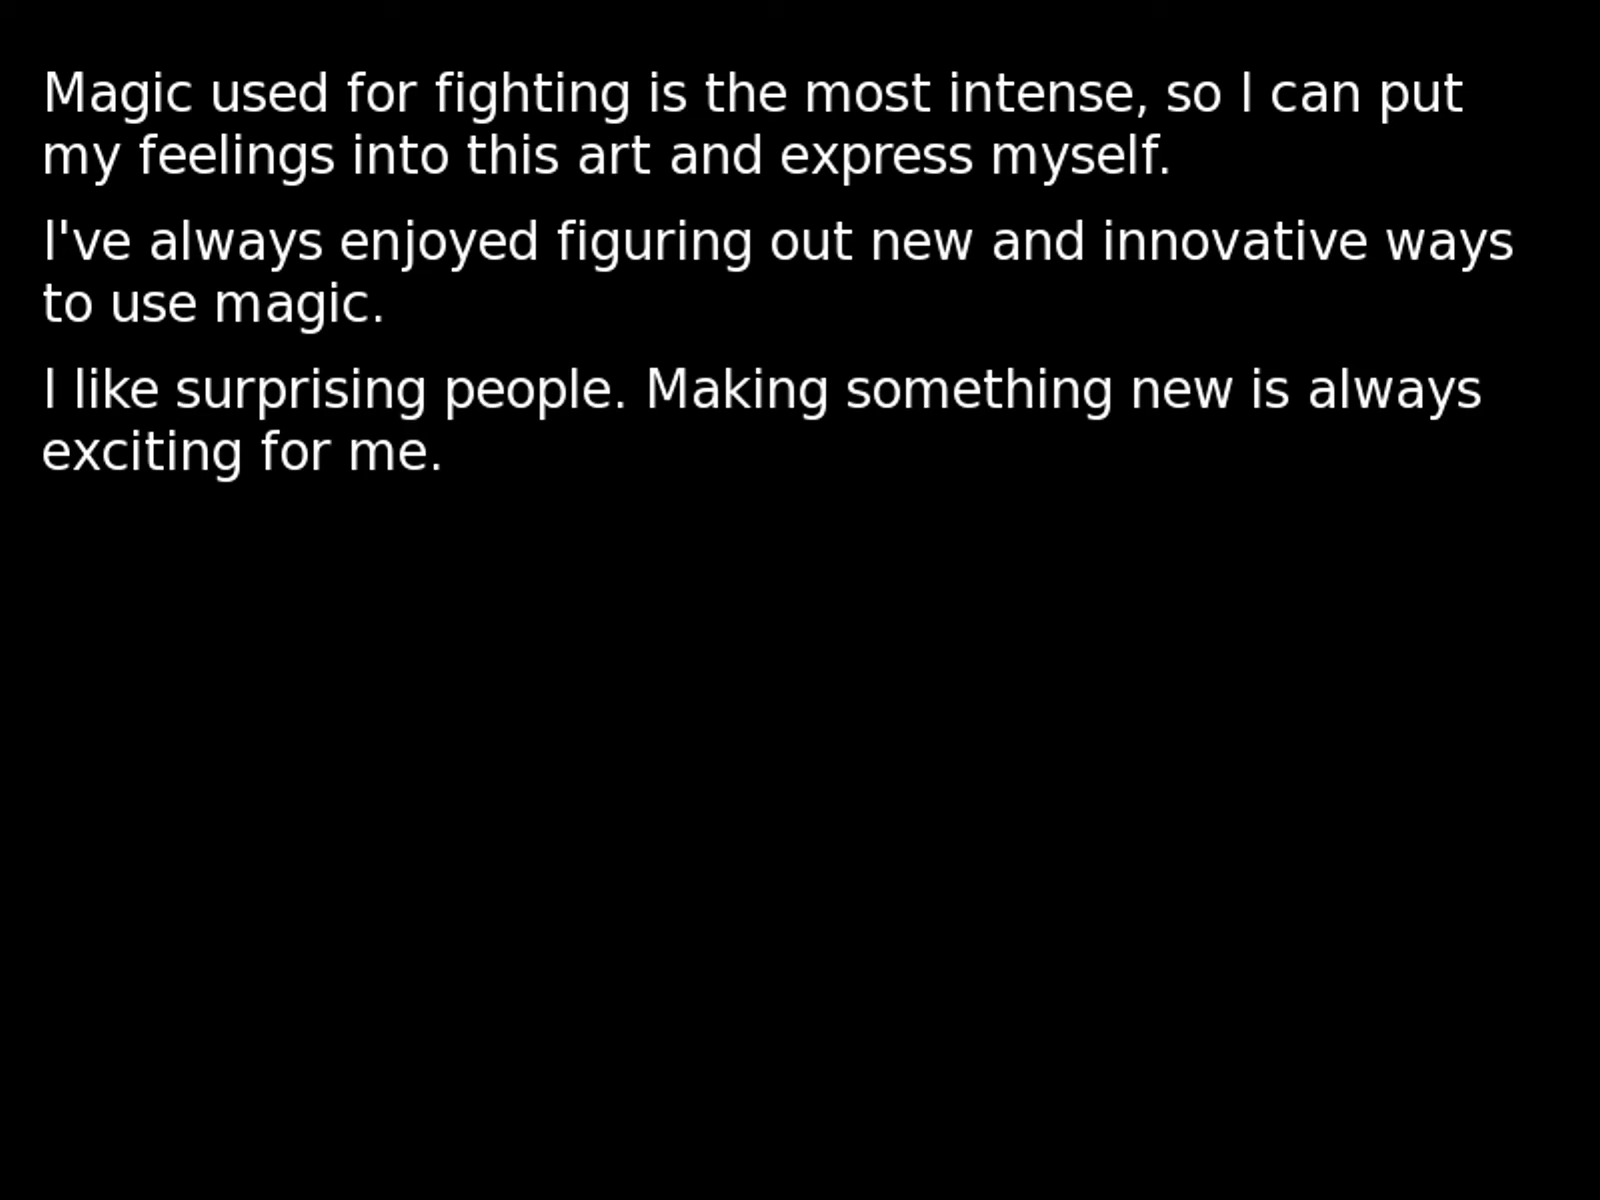 Magic used for fighting is the most intense, so I can put
my feelings into this art and express myself.
I've always enjoyed figuring out new and innovative ways
to use magic.
I like surprising people. Making something new is always
exciting for me.